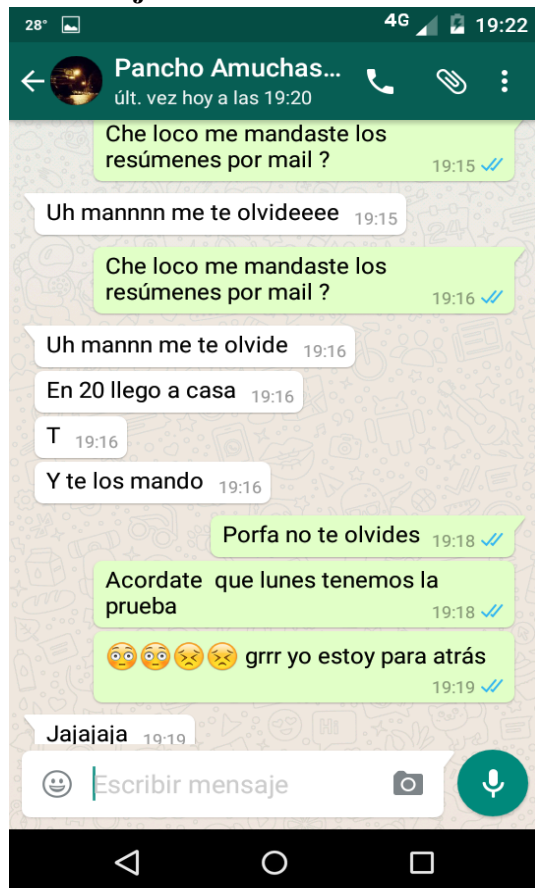 28°
4G
19:22
Pancho Amuchas...
últ. vez hoy a las 19:20
Che loco me mandaste los
resúmenes por mail ?
19:15
Uh mannnn me te olvideeee 19:15
Che loco me mandaste los
resúmenes por mail ?
19:16
Uh mannn me te olvide 19:16
En 20 llego a casa 19:16
T 19:16
Y te los mando 19:16
Porfa no te olvides 19:18
Acordate que lunes tenemos la
prueba
19:18
😳😳😣😣 grrr yo estoy para atrás
19:19
Jajajaja 19:19
Escribir mensaje